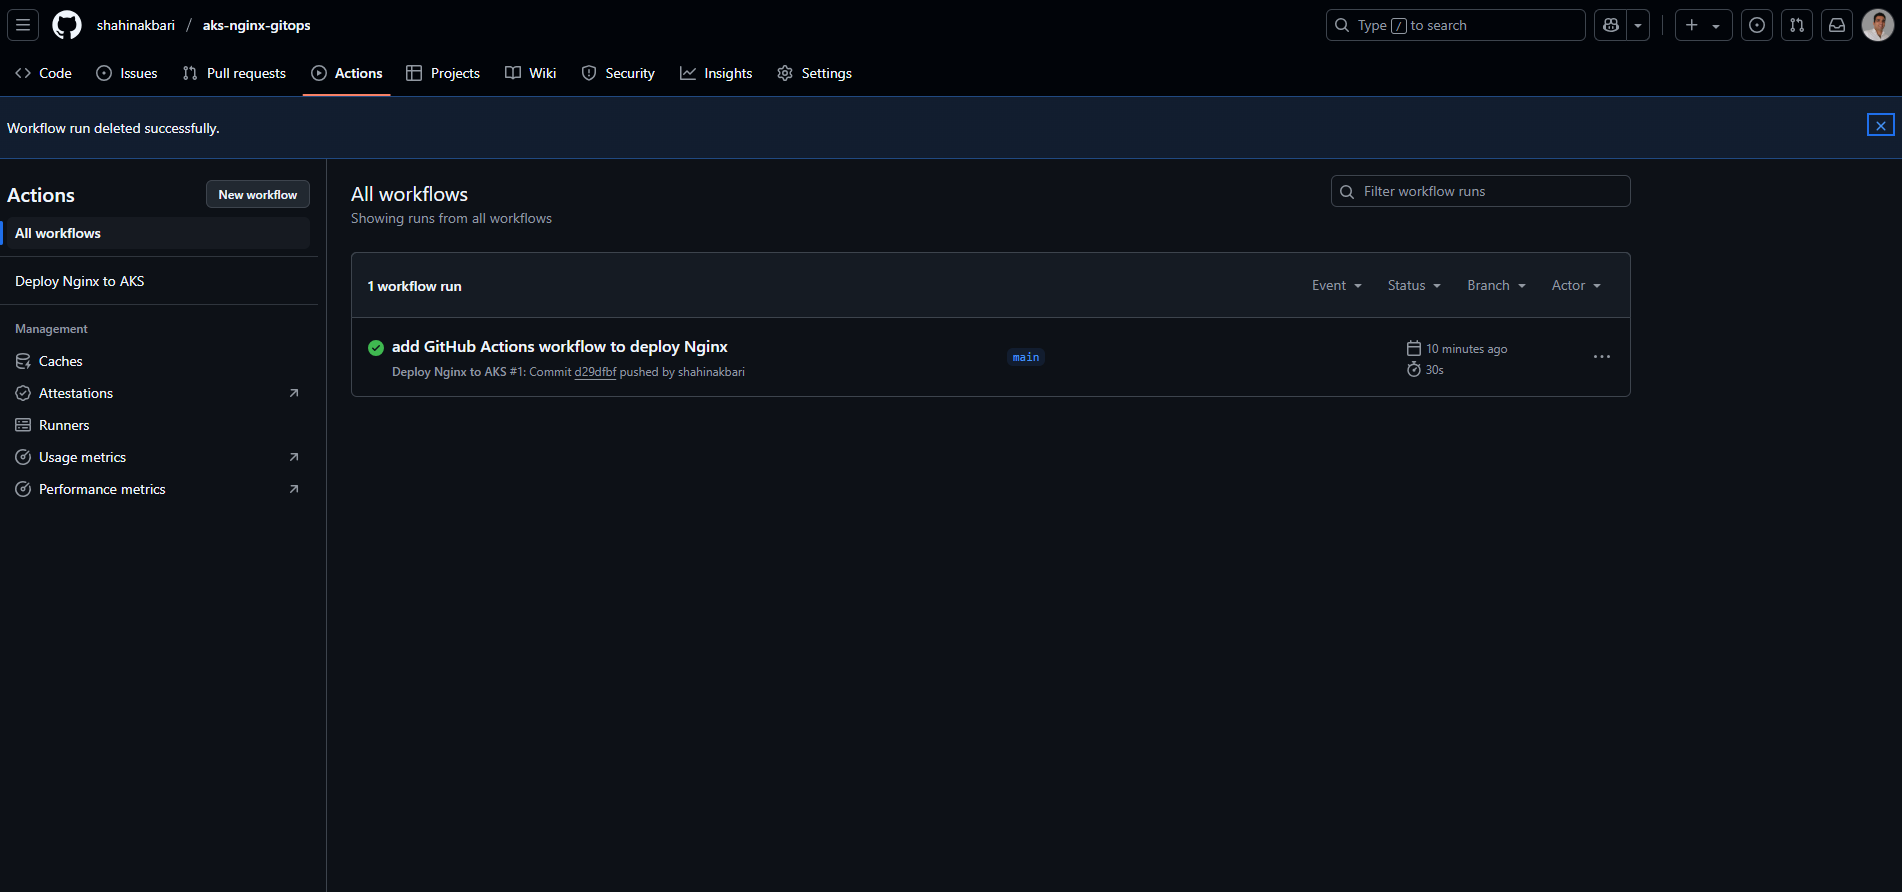 shahinakbari / aks-nginx-gitops
Type / to search
Code Issues Pull requests Actions Projects Wiki Security Insights Settings
Workflow run deleted successfully.
Actions
New workflow
All workflows
Deploy Nginx to AKS
Management
Caches
Attestations
Runners
Usage metrics
Performance metrics
All workflows
Showing runs from all workflows
Filter workflow runs
1 workflow run
Event Status Branch Actor
add GitHub Actions workflow to deploy Nginx
Deploy Nginx to AKS #1: Commit d29dfbf pushed by shahinakbari
main
10 minutes ago
30s